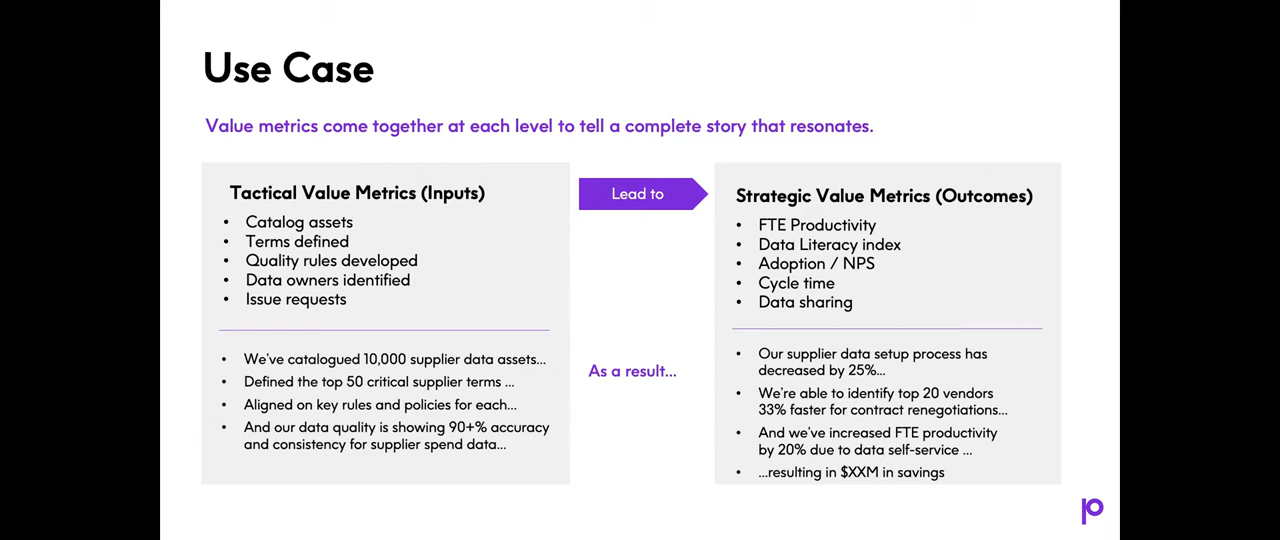 Use Case
Value metrics come together at each level to tell a complete story that resonates.
Tactical Value Metrics (Inputs)
• Catalog assets
• Terms defined
• Quality rules developed
• Data owners identified
• Issue requests
• We've catalogued 10,000 supplier data assets...
• Defined the top 50 critical supplier terms ...
• Aligned on key rules and policies for each...
• And our data quality is showing 90+% accuracy
and consistency for supplier spend data...
Lead to
As a result...
Strategic Value Metrics (Outcomes)
• FTE Productivity
• Data Literacy index
• Adoption / NPS
• Cycle time
• Data sharing
• Our supplier data setup process has
decreased by 25%...
• We're able to identify top 20 vendors
33% faster for contract renegotiations...
• And we've increased FTE productivity
by 20% due to data self-service ...
• ...resulting in $XXM in savings